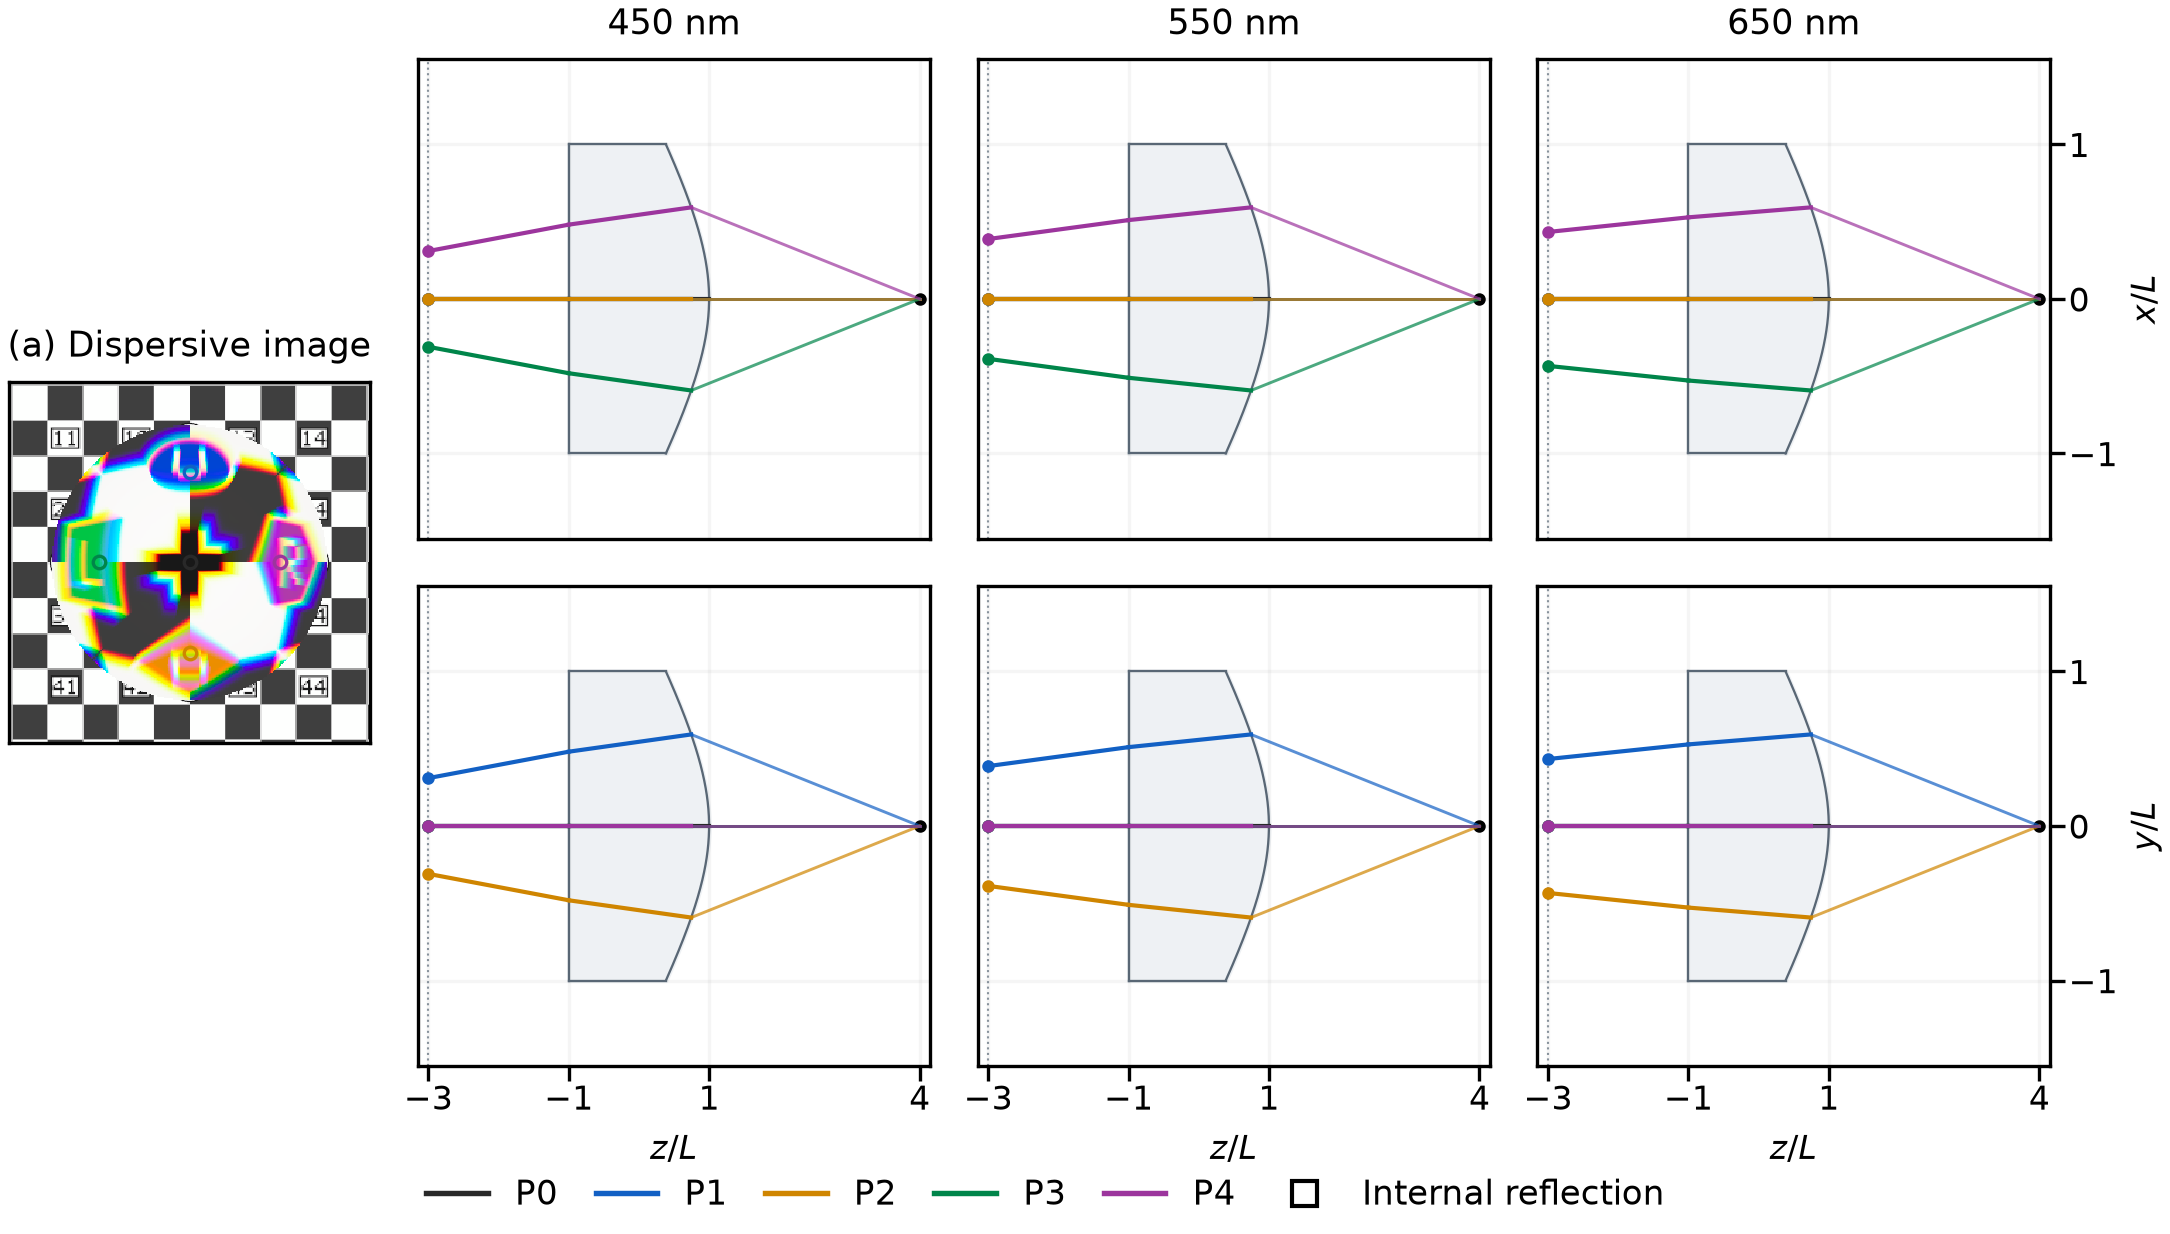 450 nm
550 nm
650 nm
(a) Dispersive image
11
14
41
44
L
R
1
0
−1
x/L
1
0
−1
y/L
−3
−1
1
4
−3
−1
1
4
−3
−1
1
4
z/L
z/L
z/L
P0
P1
P2
P3
P4
Internal reflection